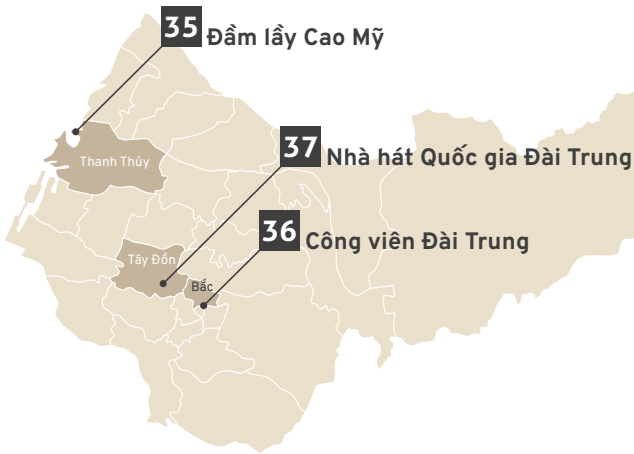 35 Đầm lầy Cao Mỹ
37 Nhà hát Quốc gia Đài Trung
Thanh Thủy
36 Công viên Đài Trung
Tây Đồn
Bắc